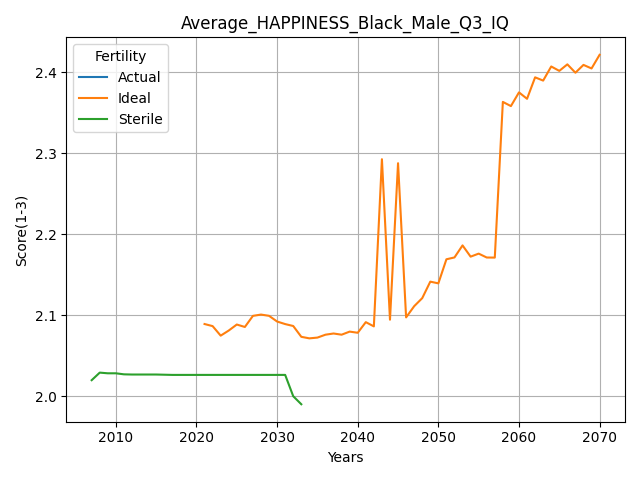 Average_HAPPINESS_Black_Male_Q3_IQ
Fertility
Actual
Ideal
Sterile
Score(1-3)
2.4
2.3
2.2
2.1
2.0
2010 2020 2030 2040 2050 2060 2070
Years